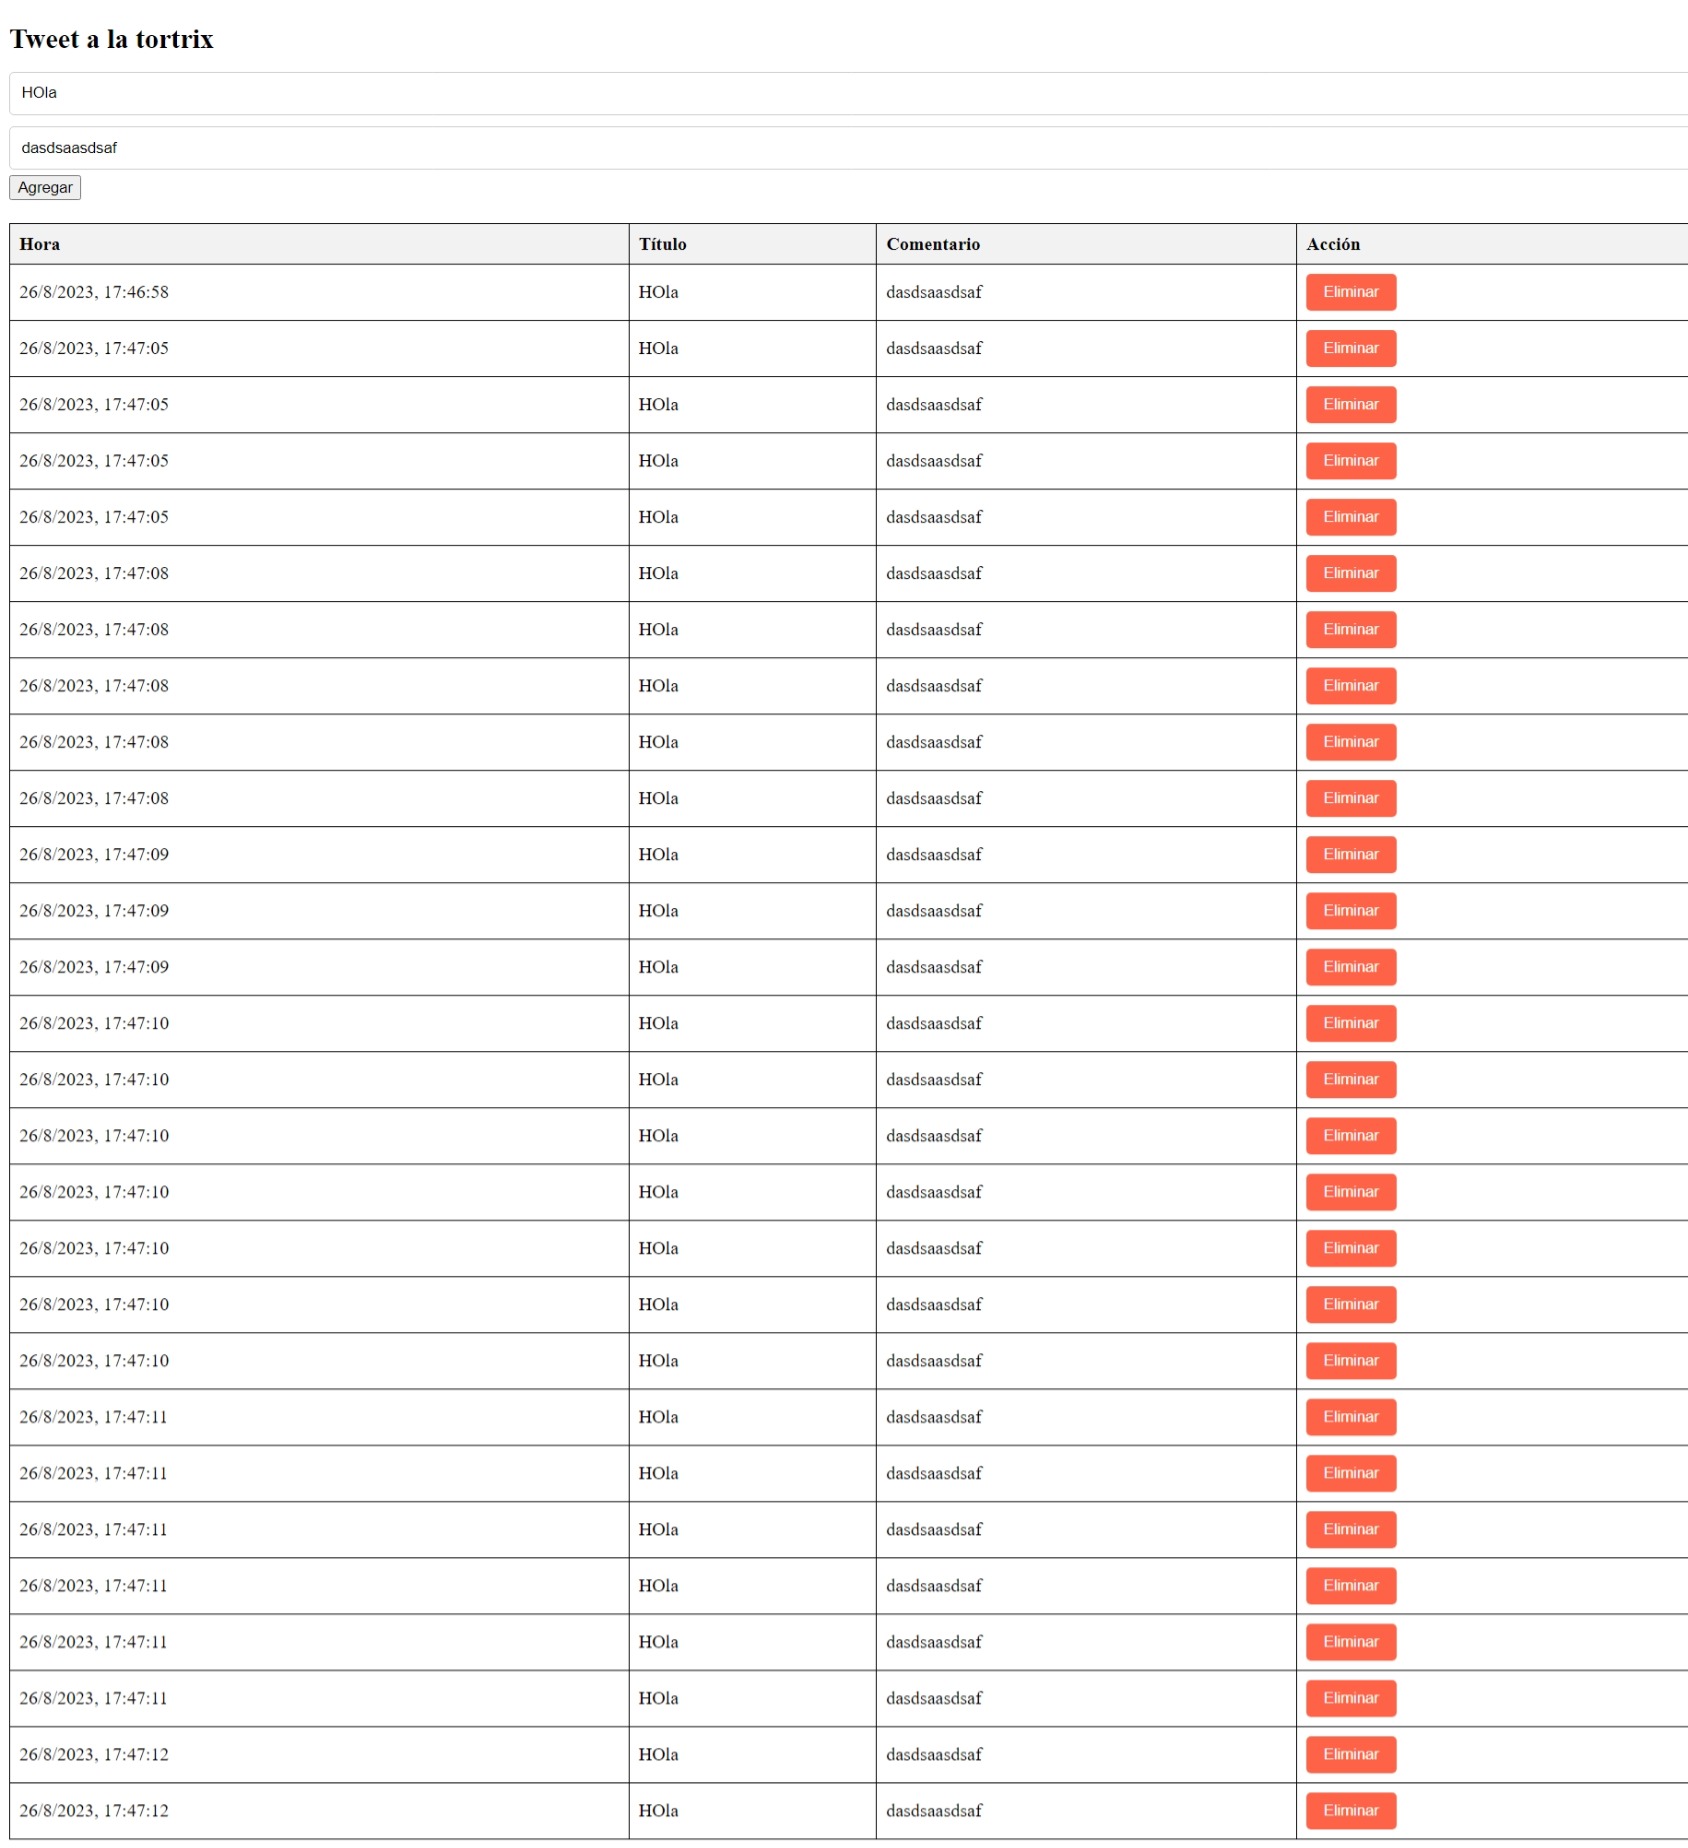 Tweet a la tortrix
HOla
dasdsaasdsaf
Agregar
Hora Título Comentario Acción
26/8/2023, 17:46:58 HOla dasdsaasdsaf Eliminar
26/8/2023, 17:47:05 HOla dasdsaasdsaf Eliminar
26/8/2023, 17:47:05 HOla dasdsaasdsaf Eliminar
26/8/2023, 17:47:05 HOla dasdsaasdsaf Eliminar
26/8/2023, 17:47:05 HOla dasdsaasdsaf Eliminar
26/8/2023, 17:47:08 HOla dasdsaasdsaf Eliminar
26/8/2023, 17:47:08 HOla dasdsaasdsaf Eliminar
26/8/2023, 17:47:08 HOla dasdsaasdsaf Eliminar
26/8/2023, 17:47:08 HOla dasdsaasdsaf Eliminar
26/8/2023, 17:47:08 HOla dasdsaasdsaf Eliminar
26/8/2023, 17:47:09 HOla dasdsaasdsaf Eliminar
26/8/2023, 17:47:09 HOla dasdsaasdsaf Eliminar
26/8/2023, 17:47:09 HOla dasdsaasdsaf Eliminar
26/8/2023, 17:47:10 HOla dasdsaasdsaf Eliminar
26/8/2023, 17:47:10 HOla dasdsaasdsaf Eliminar
26/8/2023, 17:47:10 HOla dasdsaasdsaf Eliminar
26/8/2023, 17:47:10 HOla dasdsaasdsaf Eliminar
26/8/2023, 17:47:10 HOla dasdsaasdsaf Eliminar
26/8/2023, 17:47:10 HOla dasdsaasdsaf Eliminar
26/8/2023, 17:47:10 HOla dasdsaasdsaf Eliminar
26/8/2023, 17:47:11 HOla dasdsaasdsaf Eliminar
26/8/2023, 17:47:11 HOla dasdsaasdsaf Eliminar
26/8/2023, 17:47:11 HOla dasdsaasdsaf Eliminar
26/8/2023, 17:47:11 HOla dasdsaasdsaf Eliminar
26/8/2023, 17:47:11 HOla dasdsaasdsaf Eliminar
26/8/2023, 17:47:11 HOla dasdsaasdsaf Eliminar
26/8/2023, 17:47:12 HOla dasdsaasdsaf Eliminar
26/8/2023, 17:47:12 HOla dasdsaasdsaf Eliminar